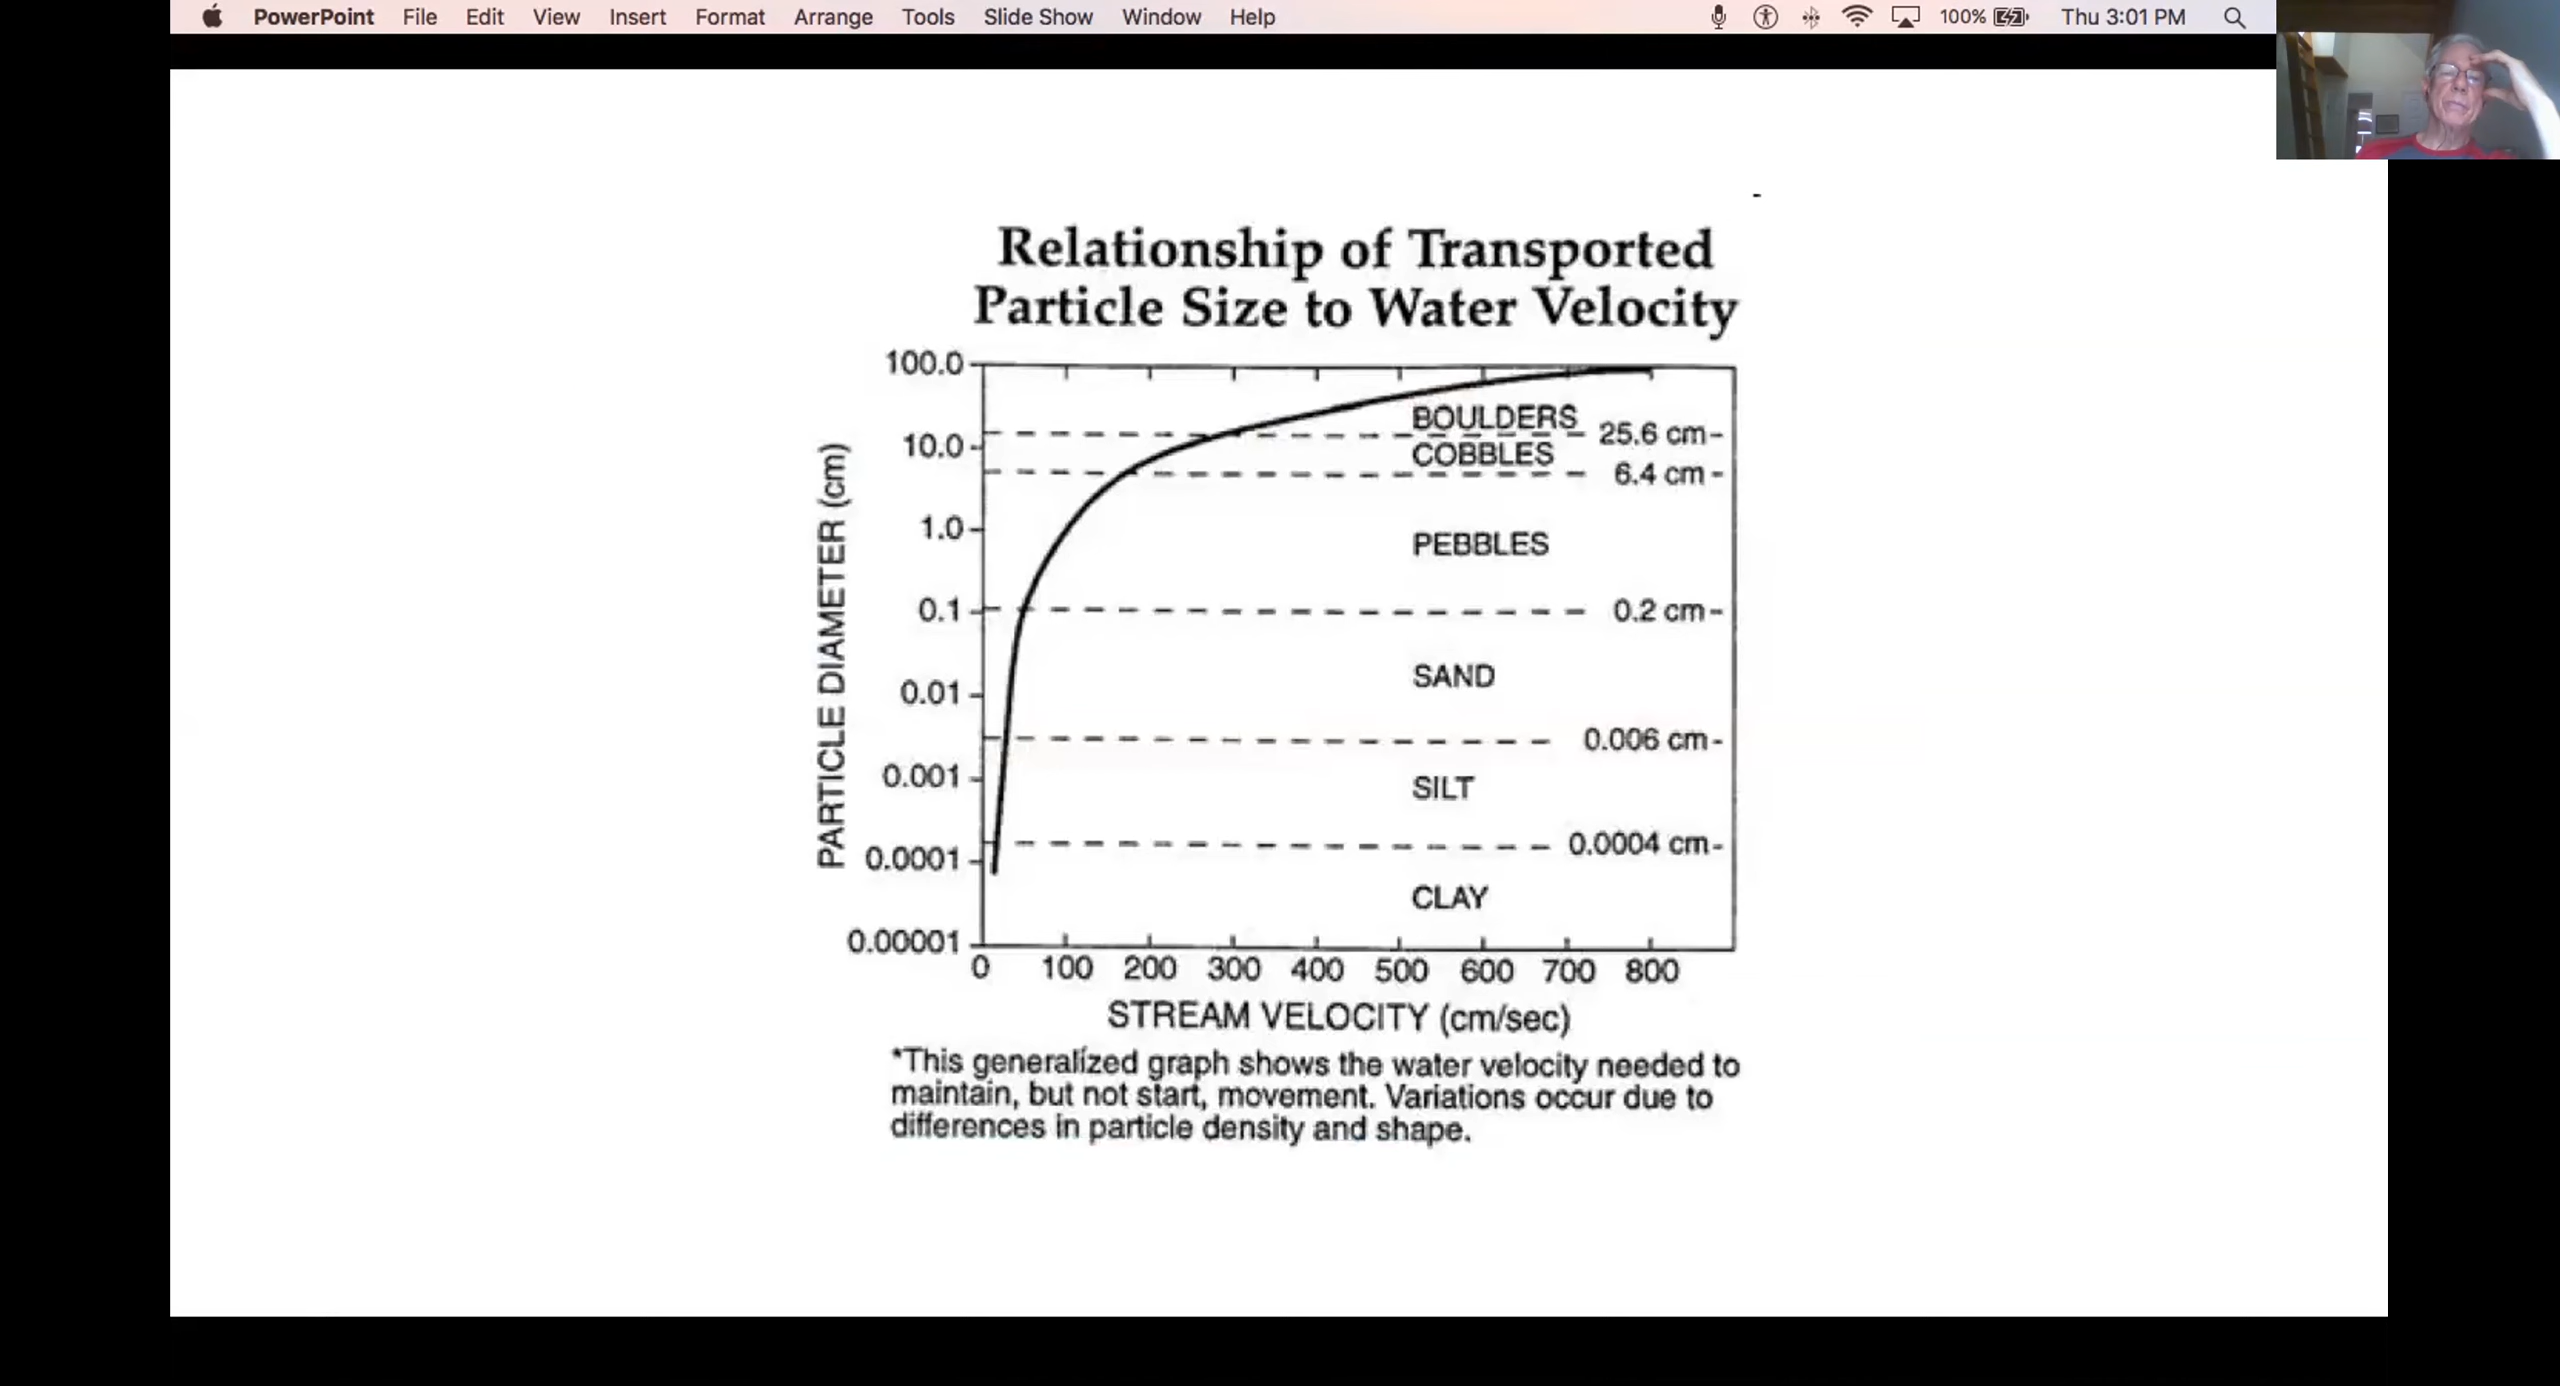 PowerPoint File Edit View Insert Format Arrange Tools Slide Show Window Help 100% Thu 3:01 PM
Relationship of Transported
Particle Size to Water Velocity
PARTICLE DIAMETER (cm)
100.0
10.0
1.0
0.1
0.01
0.001
0.0001
0.00001
BOULDERS
25.6 cm
COBBLES
6.4 cm
PEBBLES
0.2 cm
SAND
0.006 cm
SILT
0.0004 cm
CLAY
0 100 200 300 400 500 600 700 800
STREAM VELOCITY (cm/sec)
*This generalized graph shows the water velocity needed to
maintain, but not start, movement. Variations occur due to
differences in particle density and shape.